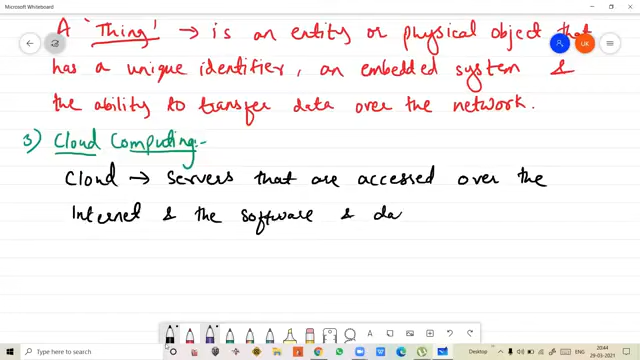 Microsoft Whiteboard
A 'Thing' → is an entity or physical object that
UK
has a unique identifier, an embedded system &
the ability to transfer data over the network.
3) Cloud Computing:-
Cloud → Servers that are accessed over the
Internet & the software & da
Type here to search
Desktop
ENG
20:44
29-03-2021